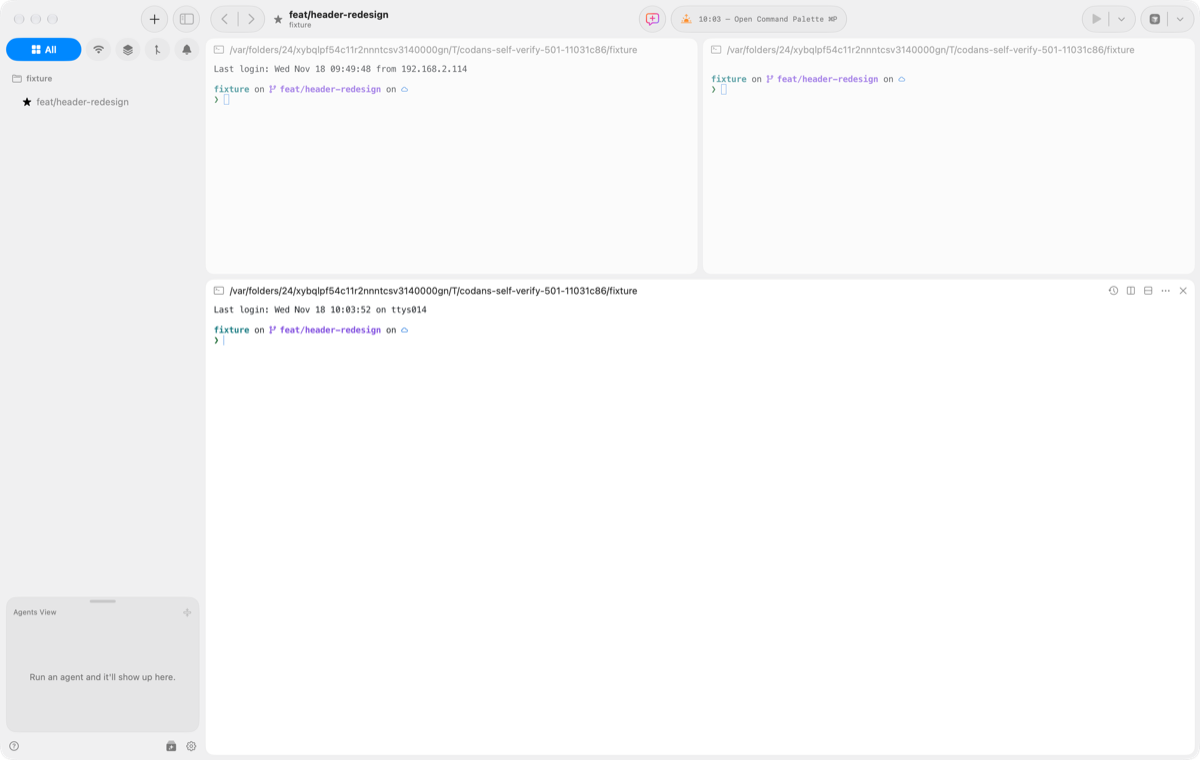 feat/header-redesign
fixture
10:03 — Open Command Palette ⌘P
All
fixture
feat/header-redesign
/var/folders/24/xybqlpf54c11r2nnntcsv3140000gn/T/codans-self-verify-501-11031c86/fixture
Last login: Wed Nov 18 09:49:48 from 192.168.2.114
fixture on feat/header-redesign on
❯
/var/folders/24/xybqlpf54c11r2nnntcsv3140000gn/T/codans-self-verify-501-11031c86/fixture
fixture on feat/header-redesign on
❯
/var/folders/24/xybqlpf54c11r2nnntcsv3140000gn/T/codans-self-verify-501-11031c86/fixture
Last login: Wed Nov 18 10:03:52 on ttys014
fixture on feat/header-redesign on
❯
Agents View
Run an agent and it'll show up here.